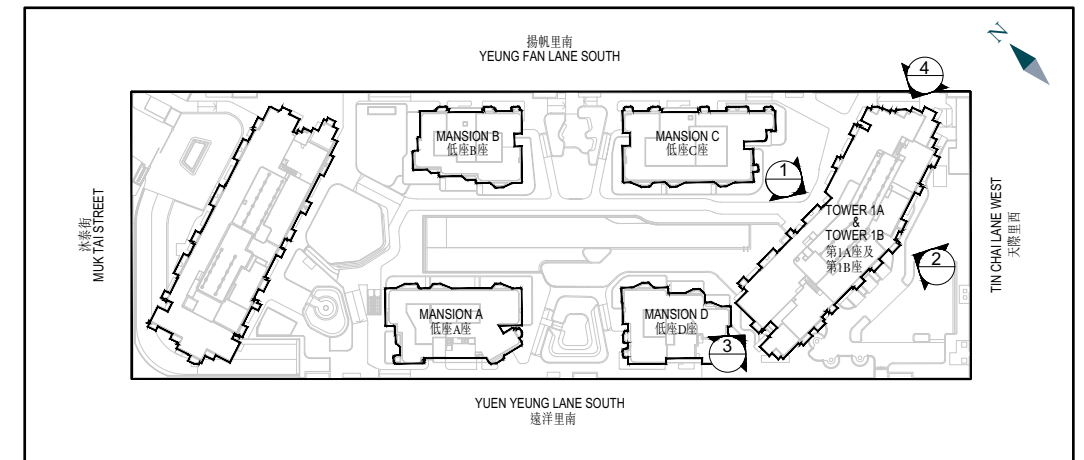 揚帆里南
YEUNG FAN LANE SOUTH
N
4
MANSION B
低座B座
MANSION C
低座C座
1
沐泰街
MUK TAI STREET
TOWER 1A
&
TOWER 1B
第1A座及
第1B座
2
TIN CHAI LANE WEST
天際里西
MANSION A
低座A座
MANSION D
低座D座
3
YUEN YEUNG LANE SOUTH
遠洋里南